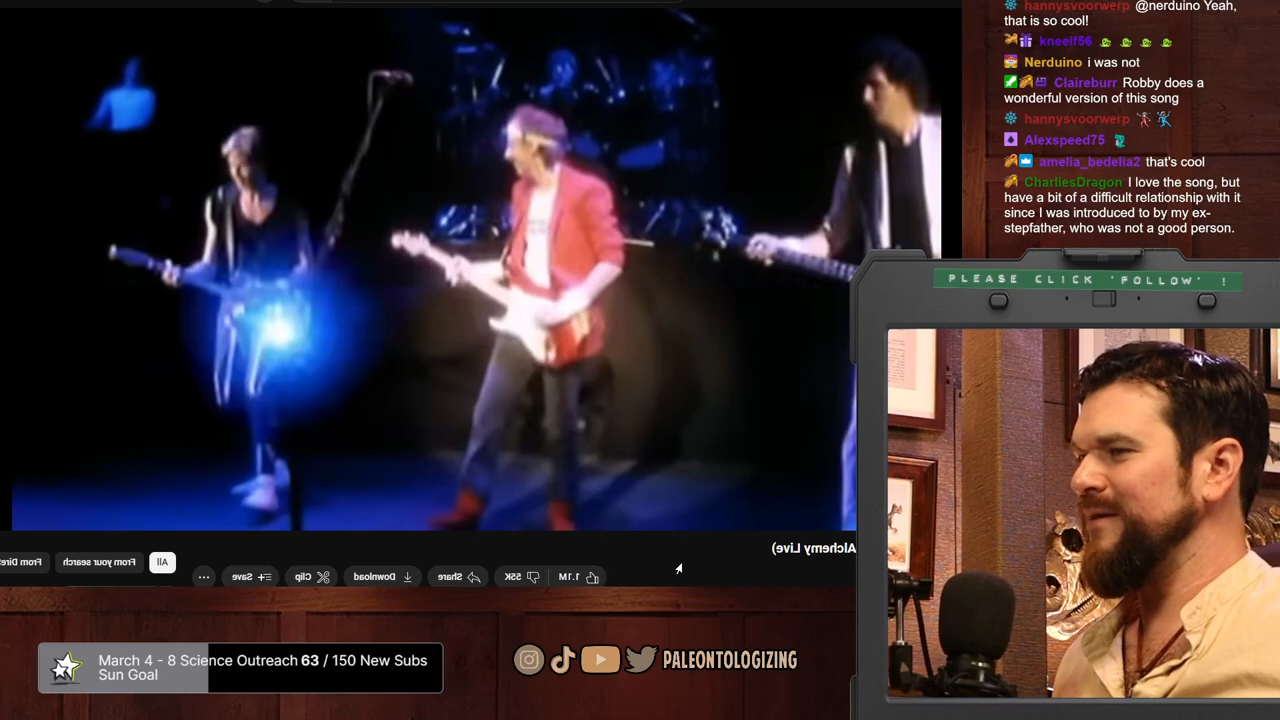 hannysvoorwerp @nerduino Yeah,
that is so cool!
kneelf56
Nerduino i was not
Claireburr Robby does a
wonderful version of this song
hannysvoorwerp
Alexspeed75
amelia_bedelia2 that's cool
CharliesDragon I love the song, but
have a bit of a difficult relationship with it
since I was introduced to by my ex-
stepfather, who was not a good person.
PLEASE CLICK 'FOLLOW' !
Alchemy Live)
From Dire
From your search
All
... Save Clip Download Share 55K 1.1M
March 4 - 8 Science Outreach 63 / 150 New Subs
Sun Goal
PALEONTOLOGIZING